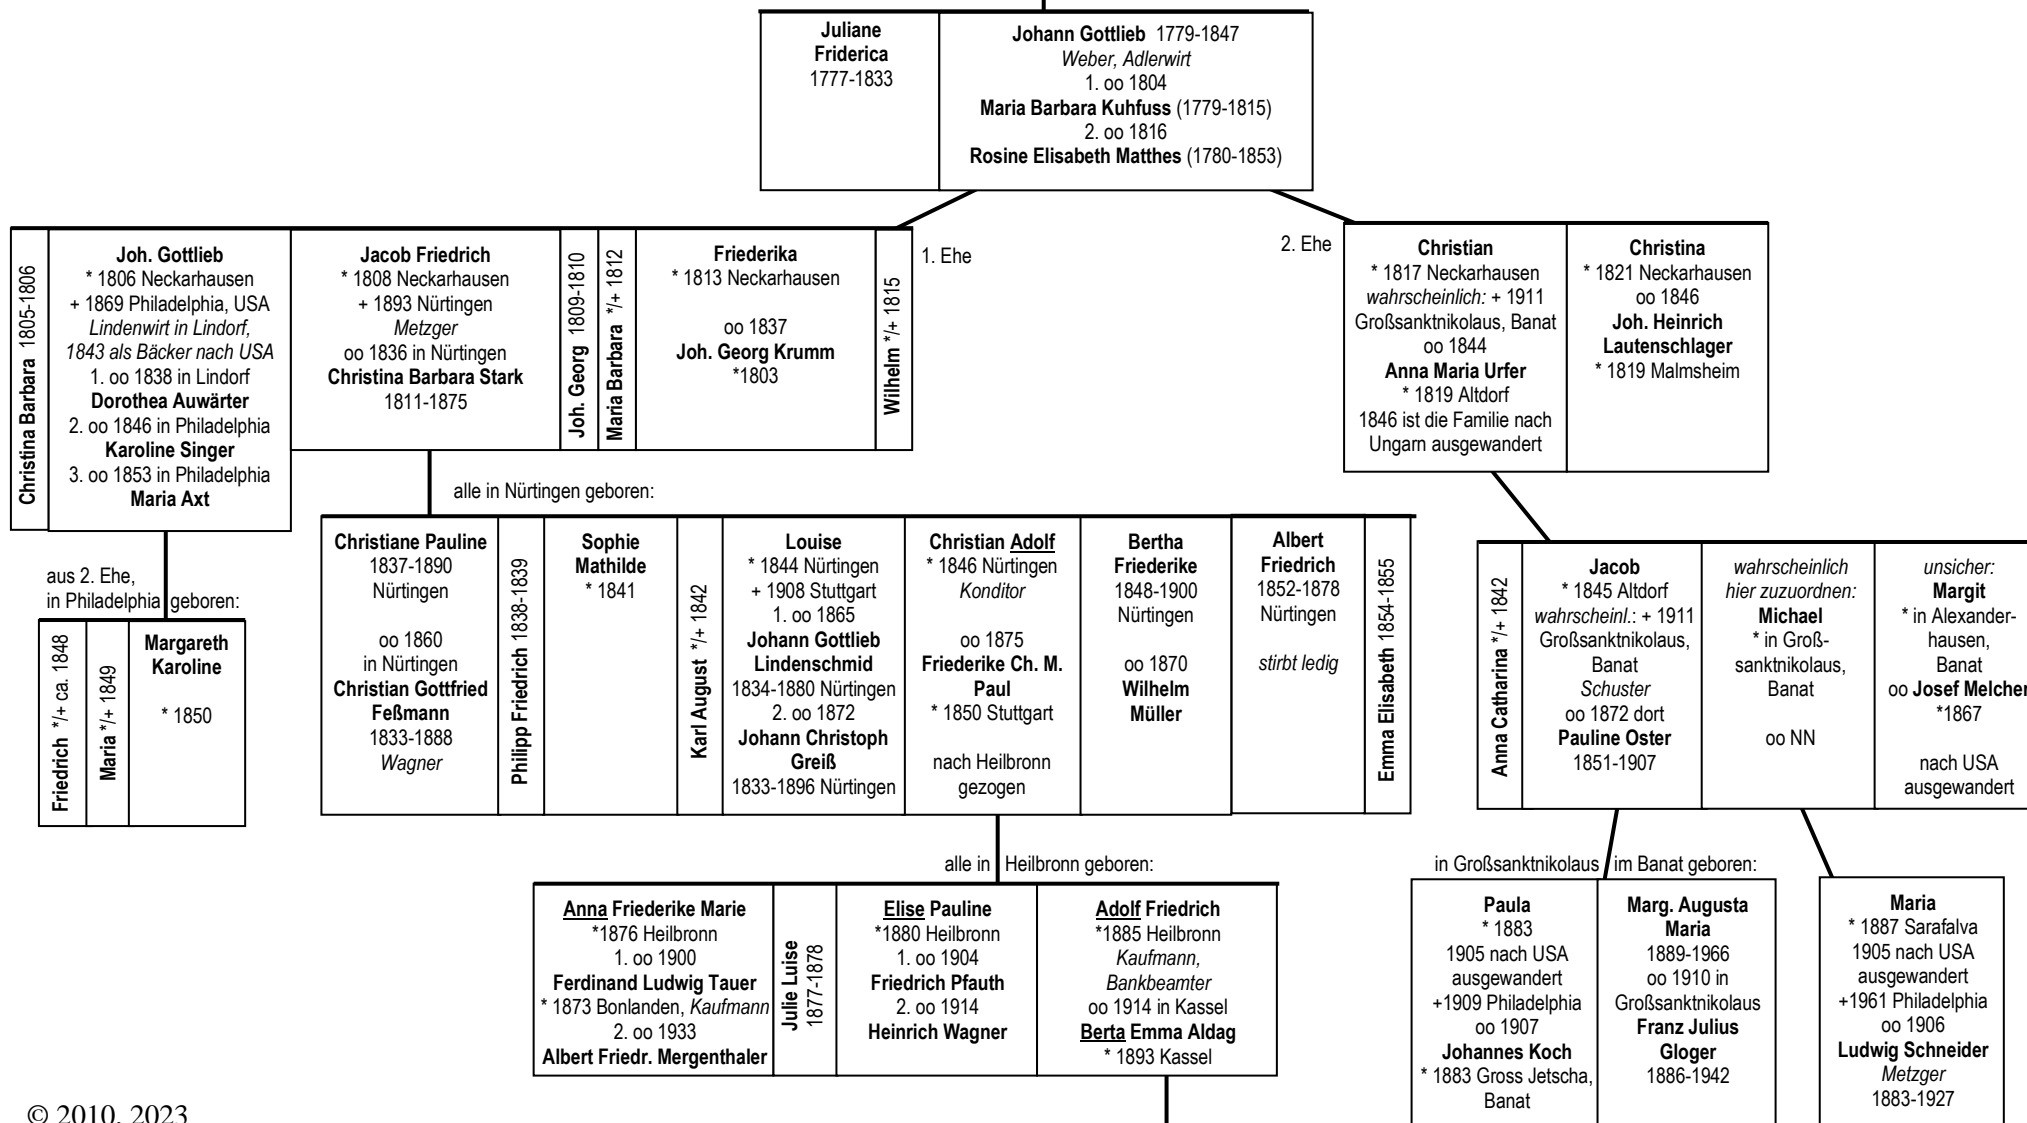 Juliane
Friderica
1777-1833
Johann Gottlieb 1779-1847
Weber, Adlerwirt
1. oo 1804
Maria Barbara Kuhfuss (1779-1815)
2. oo 1816
Rosine Elisabeth Matthes (1780-1853)
1. Ehe
2. Ehe
Christina Barbara 1805-1806
Joh. Gottlieb
* 1806 Neckarhausen
+ 1869 Philadelphia, USA
Lindenwirt in Lindorf,
1843 als Bäcker nach USA
1. oo 1838 in Lindorf
Dorothea Auwärter
2. oo 1846 in Philadelphia
Karoline Singer
3. oo 1853 in Philadelphia
Maria Axt
Jacob Friedrich
* 1808 Neckarhausen
+ 1893 Nürtingen
Metzger
oo 1836 in Nürtingen
Christina Barbara Stark
1811-1875
Joh. Georg 1809-1810
Maria Barbara */+ 1812
Friederika
* 1813 Neckarhausen
oo 1837
Joh. Georg Krumm
*1803
Wilhelm */+ 1815
Christian
* 1817 Neckarhausen
wahrscheinlich: + 1911
Großsanktnikolaus, Banat
oo 1844
Anna Maria Urfer
* 1819 Altdorf
1846 ist die Familie nach
Ungarn ausgewandert
Christina
* 1821 Neckarhausen
oo 1846
Joh. Heinrich
Lautenschlager
* 1819 Malmsheim
aus 2. Ehe,
in Philadelphia geboren:
Friedrich */+ ca. 1848
Maria */+ 1849
Margareth
Karoline
* 1850
alle in Nürtingen geboren:
Christiane Pauline
1837-1890
Nürtingen
oo 1860
in Nürtingen
Christian Gottfried
Feßmann
1833-1888
Wagner
Philipp Friedrich 1838-1839
Sophie
Mathilde
* 1841
Karl August */+ 1842
Louise
* 1844 Nürtingen
+ 1908 Stuttgart
1. oo 1865
Johann Gottlieb
Lindenschmid
1834-1880 Nürtingen
2. oo 1872
Johann Christoph
Greiß
1833-1896 Nürtingen
Christian Adolf
* 1846 Nürtingen
Konditor
oo 1875
Friederike Ch. M.
Paul
* 1850 Stuttgart
nach Heilbronn
gezogen
Bertha
Friederike
1848-1900
Nürtingen
oo 1870
Wilhelm
Müller
Albert
Friedrich
1852-1878
Nürtingen
stirbt ledig
Emma Elisabeth 1854-1855
Anna Catharina */+ 1842
Jacob
* 1845 Altdorf
wahrscheinl.: + 1911
Großsanktnikolaus,
Banat
Schuster
oo 1872 dort
Pauline Oster
1851-1907
wahrscheinlich
hier zuzuordnen:
Michael
* in Groß-
sanktnikolaus,
Banat
oo NN
unsicher:
Margit
* in Alexander-
hausen,
Banat
oo Josef Melcher
*1867
nach USA
ausgewandert
alle in Heilbronn geboren:
Anna Friederike Marie
*1876 Heilbronn
1. oo 1900
Ferdinand Ludwig Tauer
* 1873 Bonlanden, Kaufmann
2. oo 1933
Albert Friedr. Mergenthaler
Julie Luise
1877-1878
Elise Pauline
*1880 Heilbronn
1. oo 1904
Friedrich Pfauth
2. oo 1914
Heinrich Wagner
Adolf Friedrich
*1885 Heilbronn
Kaufmann,
Bankbeamter
oo 1914 in Kassel
Berta Emma Aldag
* 1893 Kassel
in Großsanktnikolaus im Banat geboren:
Paula
* 1883
1905 nach USA
ausgewandert
+1909 Philadelphia
oo 1907
Johannes Koch
* 1883 Gross Jetscha,
Banat
Marg. Augusta
Maria
1889-1966
oo 1910 in
Großsanktnikolaus
Franz Julius
Gloger
1886-1942
Maria
* 1887 Sarafalva
1905 nach USA
ausgewandert
+1961 Philadelphia
oo 1906
Ludwig Schneider
Metzger
1883-1927
© 2010, 2023